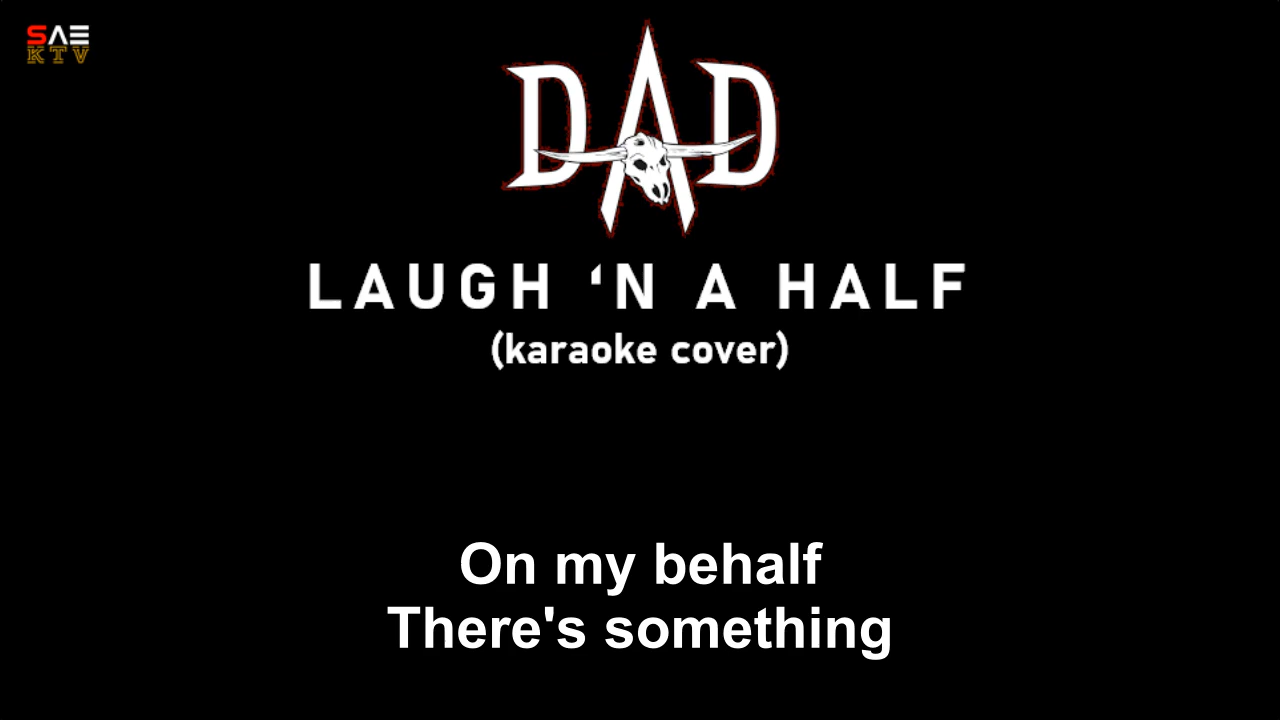 SAE
KTV
DAD
LAUGH ‘N A HALF
(karaoke cover)
On my behalf
There's something